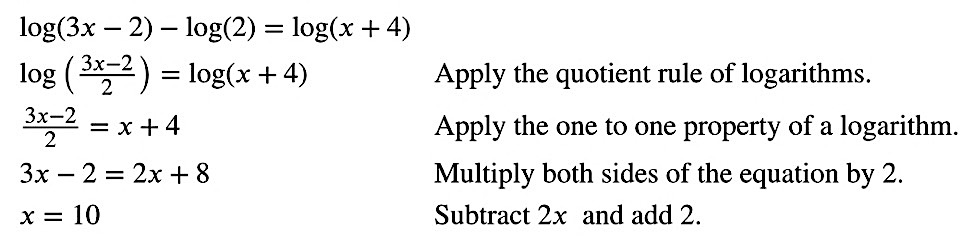 log(3x − 2) − log(2) = log(x + 4)
log (3x−2/2) = log(x + 4) Apply the quotient rule of logarithms.
3x−2/2 = x + 4 Apply the one to one property of a logarithm.
3x − 2 = 2x + 8 Multiply both sides of the equation by 2.
x = 10 Subtract 2x and add 2.